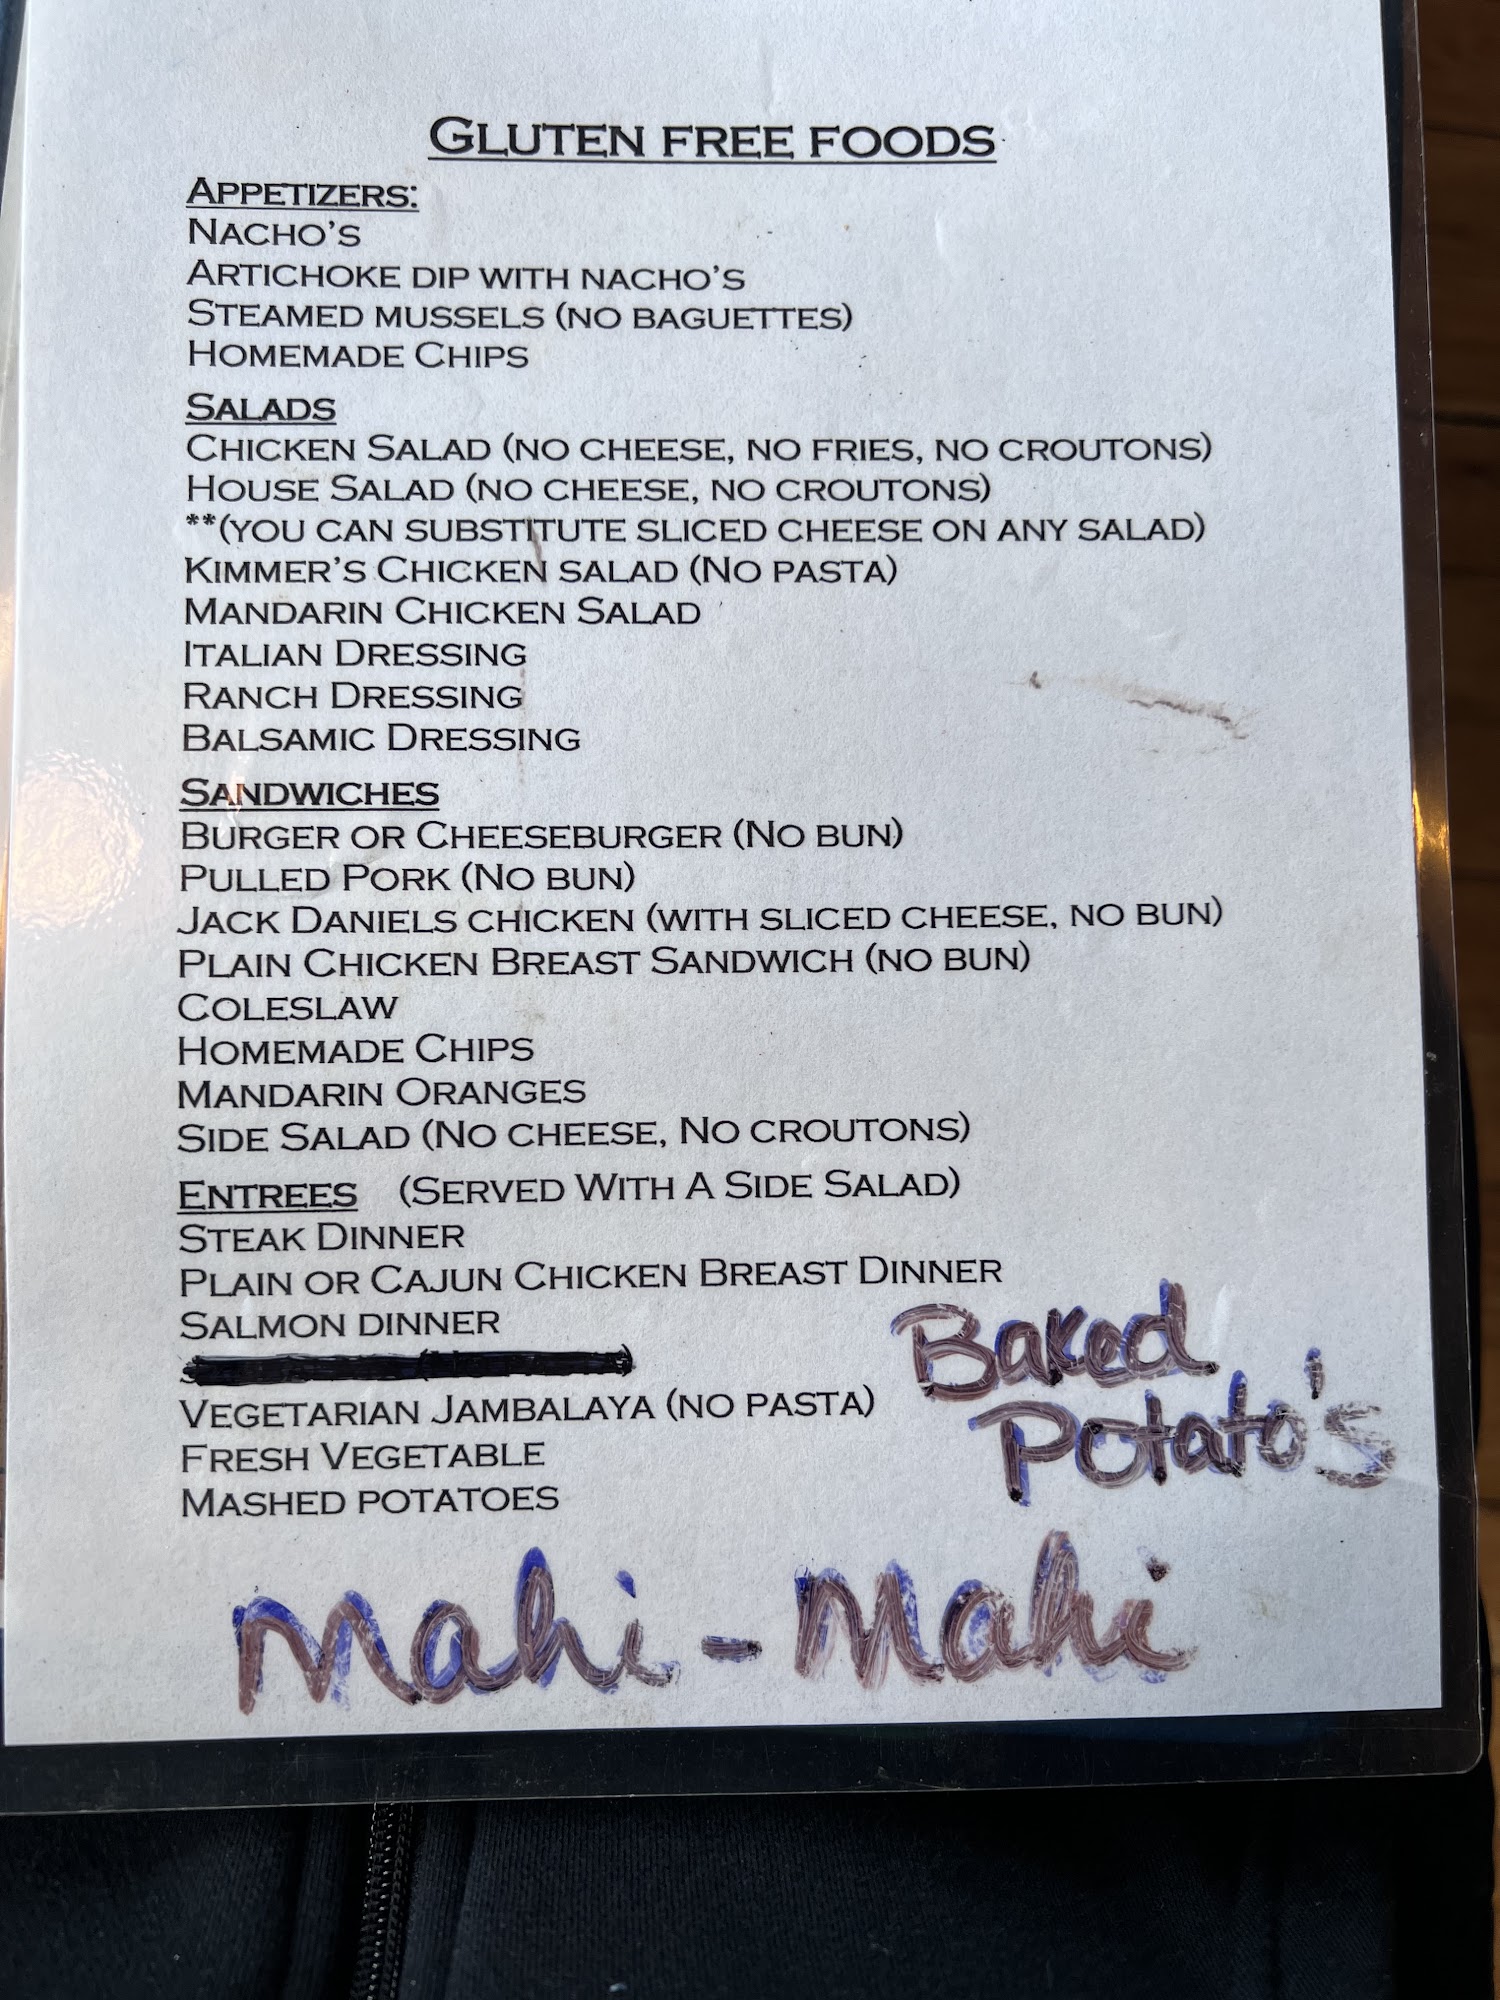 GLUTEN FREE FOODS
APPETIZERS:
NACHO'S
ARTICHOKE DIP WITH NACHO'S
STEAMED MUSSELS (NO BAGUETTES)
HOMEMADE CHIPS
SALADS
CHICKEN SALAD (NO CHEESE, NO FRIES, NO CROUTONS)
HOUSE SALAD (NO CHEESE, NO CROUTONS)
**(YOU CAN SUBSTITUTE SLICED CHEESE ON ANY SALAD)
KIMMER'S CHICKEN SALAD (NO PASTA)
MANDARIN CHICKEN SALAD
ITALIAN DRESSING
RANCH DRESSING
BALSAMIC DRESSING
SANDWICHES
BURGER OR CHEESEBURGER (NO BUN)
PULLED PORK (NO BUN)
JACK DANIELS CHICKEN (WITH SLICED CHEESE, NO BUN)
PLAIN CHICKEN BREAST SANDWICH (NO BUN)
COLESLAW
HOMEMADE CHIPS
MANDARIN ORANGES
SIDE SALAD (NO CHEESE, NO CROUTONS)
ENTREES (SERVED WITH A SIDE SALAD)
STEAK DINNER
PLAIN OR CAJUN CHICKEN BREAST DINNER
SALMON DINNER
VEGETARIAN JAMBALAYA (NO PASTA)
FRESH VEGETABLE
MASHED POTATOES
Baked
Potato's
Mahi-Mahi